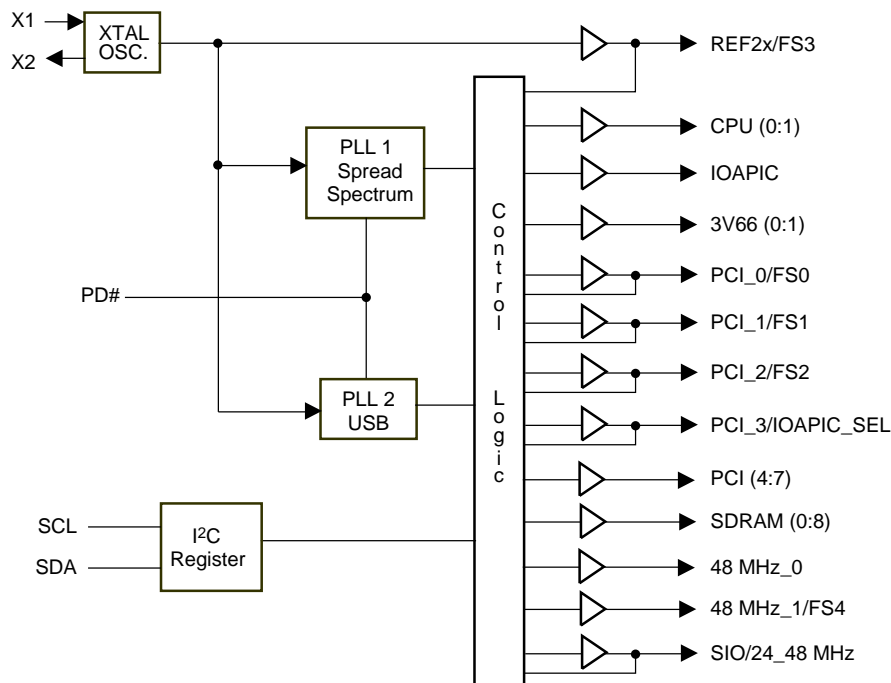 X1
X2
XTAL
OSC.
REF2x/FS3
CPU (0:1)
PLL 1
Spread
Spectrum
IOAPIC
3V66 (0:1)
Control Logic
PD#
PCI_0/FS0
PCI_1/FS1
PCI_2/FS2
PLL 2
USB
PCI_3/IOAPIC_SEL
PCI (4:7)
SCL
SDA
I²C
Register
SDRAM (0:8)
48 MHz_0
48 MHz_1/FS4
SIO/24_48 MHz